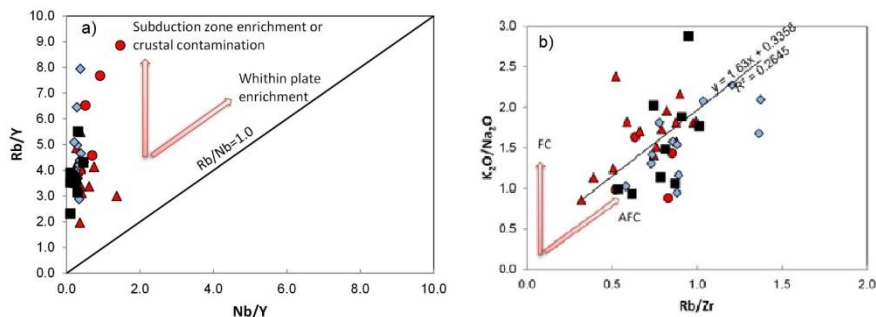 a)
Subduction zone enrichment or
crustal contamination
Whithin plate
enrichment
Rb/Nb=1.0
Rb/Y
10.0
9.0
8.0
7.0
6.0
5.0
4.0
3.0
2.0
1.0
0.0
0.0 2.0 4.0 6.0 8.0 10.0
Nb/Y
b)
y = 1.63x + 0.3358
R² = 0.2645
FC
AFC
K₂O/Na₂O
3.0
2.5
2.0
1.5
1.0
0.5
0.0
0.0 0.5 1.0 1.5 2.0
Rb/Zr